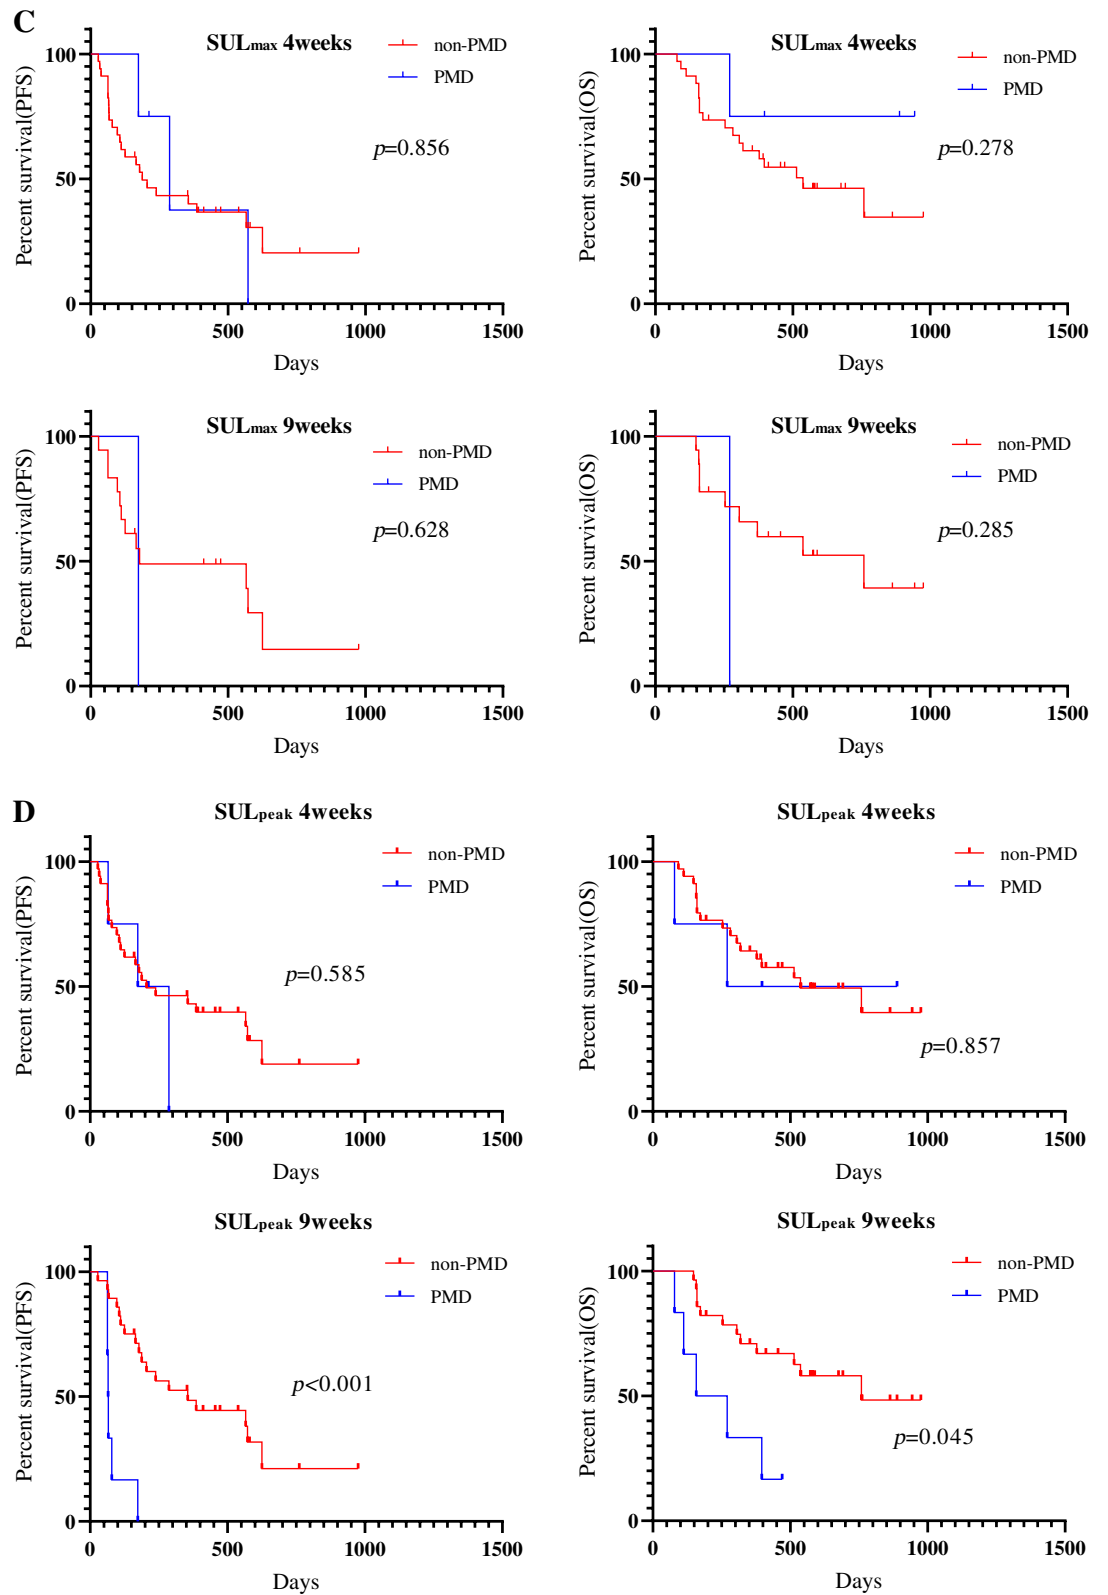 C
SULmax 4weeks
non-PMD
PMD
p=0.856
Percent survival(PFS)
100
50
0
0 500 1000 1500
Days
SULmax 4weeks
non-PMD
PMD
p=0.278
Percent survival(OS)
100
50
0
0 500 1000 1500
Days
SULmax 9weeks
non-PMD
PMD
p=0.628
Percent survival(PFS)
100
50
0
0 500 1000 1500
Days
SULmax 9weeks
non-PMD
PMD
p=0.285
Percent survival(OS)
100
50
0
0 500 1000 1500
Days
D
SULpeak 4weeks
non-PMD
PMD
p=0.585
Percent survival(PFS)
100
50
0
0 500 1000 1500
Days
SULpeak 4weeks
non-PMD
PMD
p=0.857
Percent survival(OS)
100
50
0
0 500 1000 1500
Days
SULpeak 9weeks
non-PMD
PMD
p<0.001
Percent survival(PFS)
100
50
0
0 500 1000 1500
Days
SULpeak 9weeks
non-PMD
PMD
p=0.045
Percent survival(OS)
100
50
0
0 500 1000 1500
Days